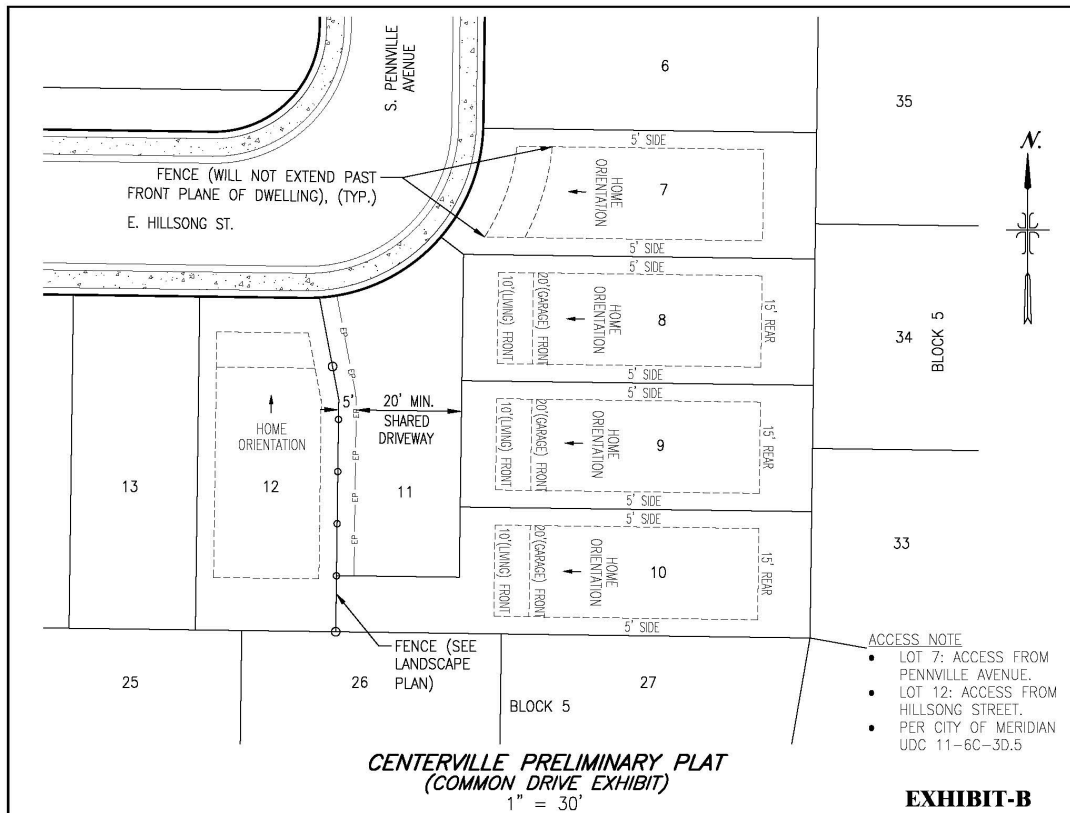 S. PENNVILLE
AVENUE
6
35
N.
5' SIDE
FENCE (WILL NOT EXTEND PAST
FRONT PLANE OF DWELLING), (TYP.)
HOME
ORIENTATION
7
E. HILLSONG ST.
5' SIDE
5' SIDE
10'(LIVING) FRONT
20'(GARAGE) FRONT
HOME
ORIENTATION
8
15' REAR
34
BLOCK 5
EP
EP
5' SIDE
5' SIDE
5'
20' MIN.
SHARED
DRIVEWAY
EP
HOME
ORIENTATION
10'(LIVING) FRONT
20'(GARAGE) FRONT
HOME
ORIENTATION
9
15' REAR
EP
13
12
11
5' SIDE
5' SIDE
EP
10'(LIVING) FRONT
20'(GARAGE) FRONT
HOME
ORIENTATION
10
15' REAR
33
5' SIDE
FENCE (SEE
LANDSCAPE
PLAN)
25
26
27
BLOCK 5
ACCESS NOTE
• LOT 7: ACCESS FROM
PENNVILLE AVENUE.
• LOT 12: ACCESS FROM
HILLSONG STREET.
• PER CITY OF MERIDIAN
UDC 11-6C-3D.5
CENTERVILLE PRELIMINARY PLAT
(COMMON DRIVE EXHIBIT)
1" = 30'
EXHIBIT-B